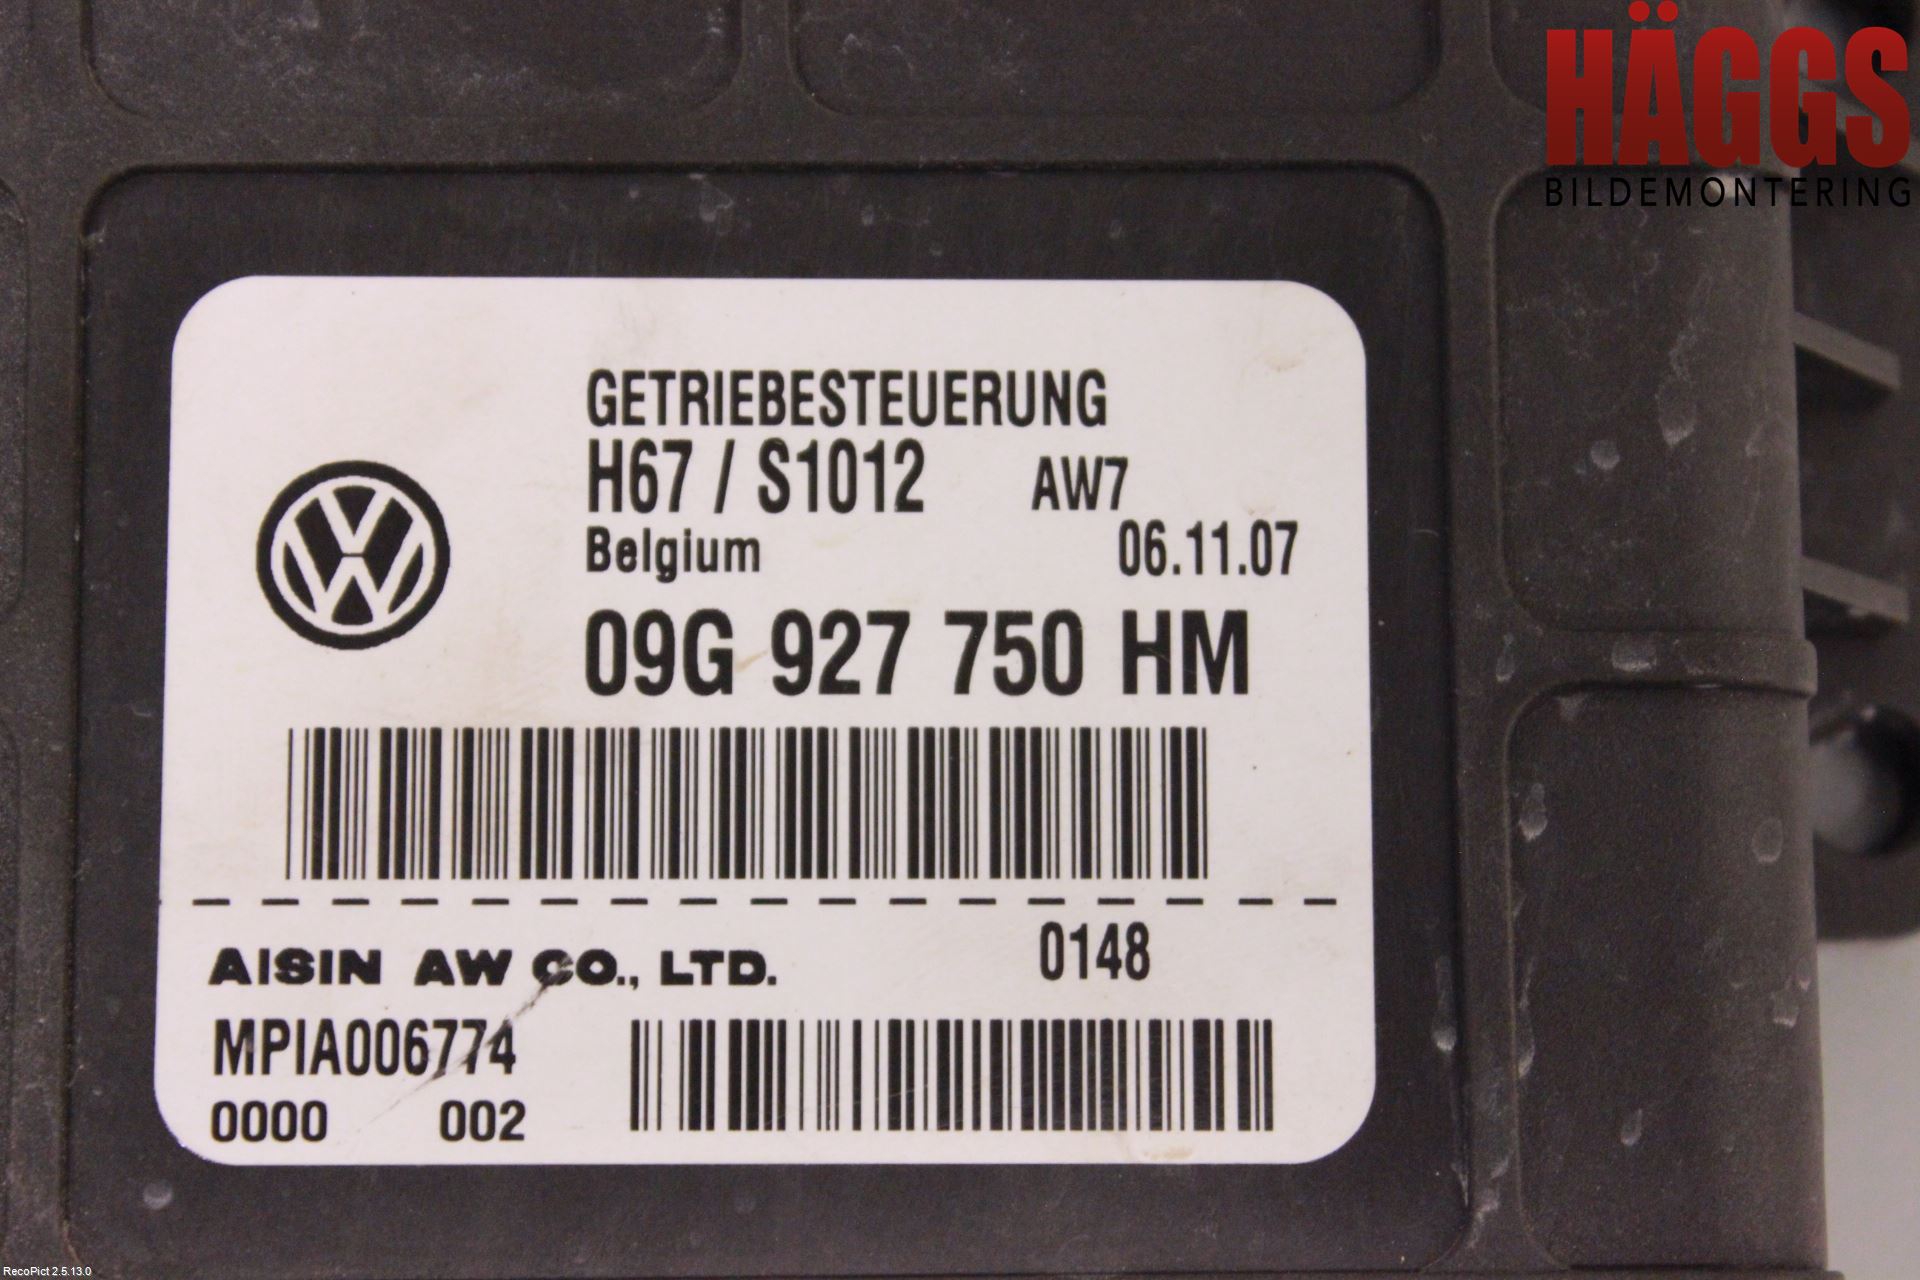 HÄGGS
BILDEMONTERING
GETRIEBESTEUERUNG
H67 / S1012 AW7
Belgium 06.11.07
09G 927 750 HM
AISIN AW CO., LTD. 0148
MPIA006774
0000 002
RecoPict 2.5.13.0